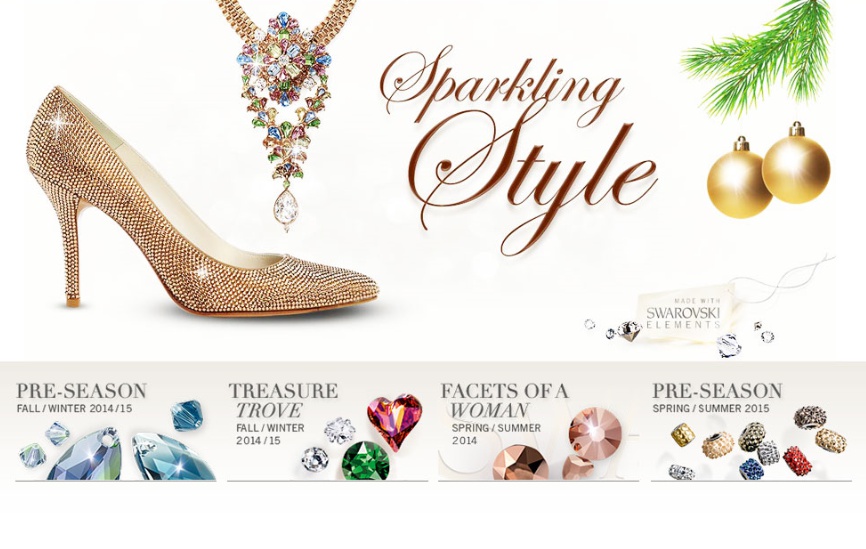 Sparkling
Style
MADE WITH
SWAROVSKI
ELEMENTS
PRE-SEASON
FALL / WINTER 2014/15
TREASURE
TROVE
FALL / WINTER
2014 / 15
FACETS OF A
WOMAN
SPRING / SUMMER
2014
PRE-SEASON
SPRING / SUMMER 2015